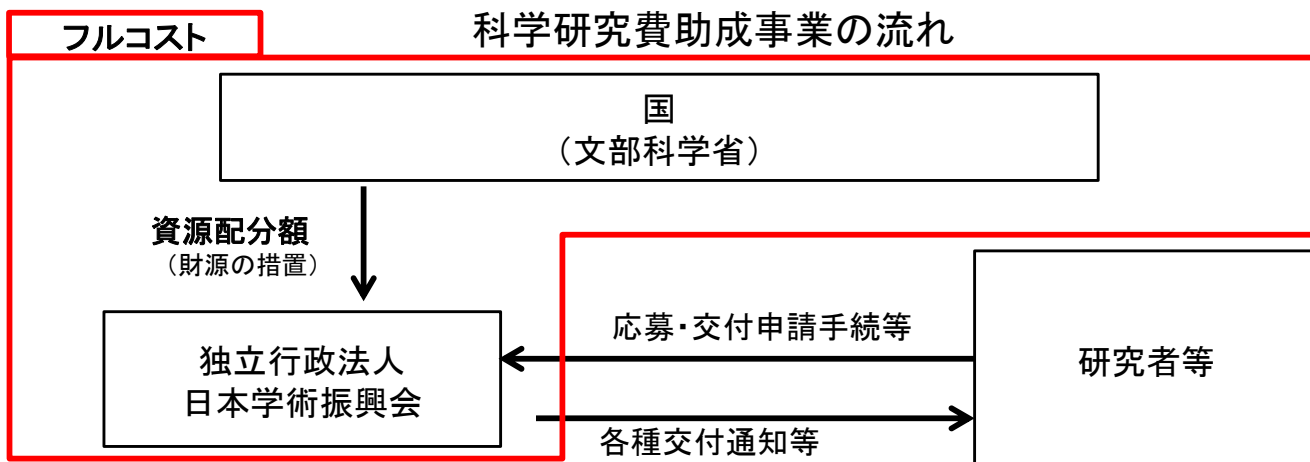 科学研究費助成事業の流れ
フルコスト
国
（文部科学省）
資源配分額
（財源の措置）
独立行政法人
日本学術振興会
応募・交付申請手続等
研究者等
各種交付通知等